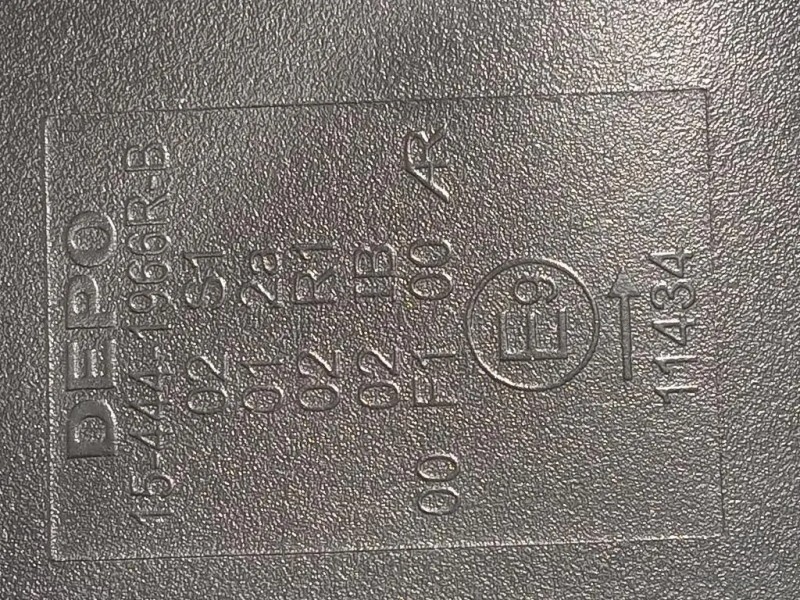 DEPO
15-444-1966R-B
02 S1
01 2a
02 R1
02 IB
00 F1 00 AR
E9
11434